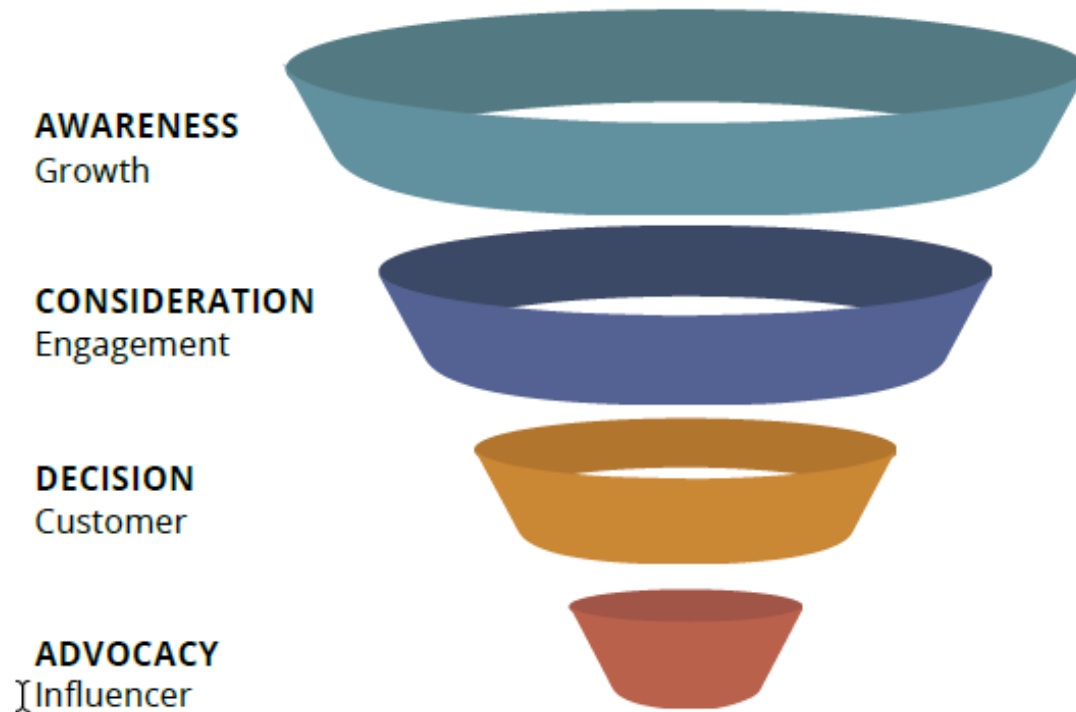 AWARENESS
Growth
CONSIDERATION
Engagement
DECISION
Customer
ADVOCACY
Influencer